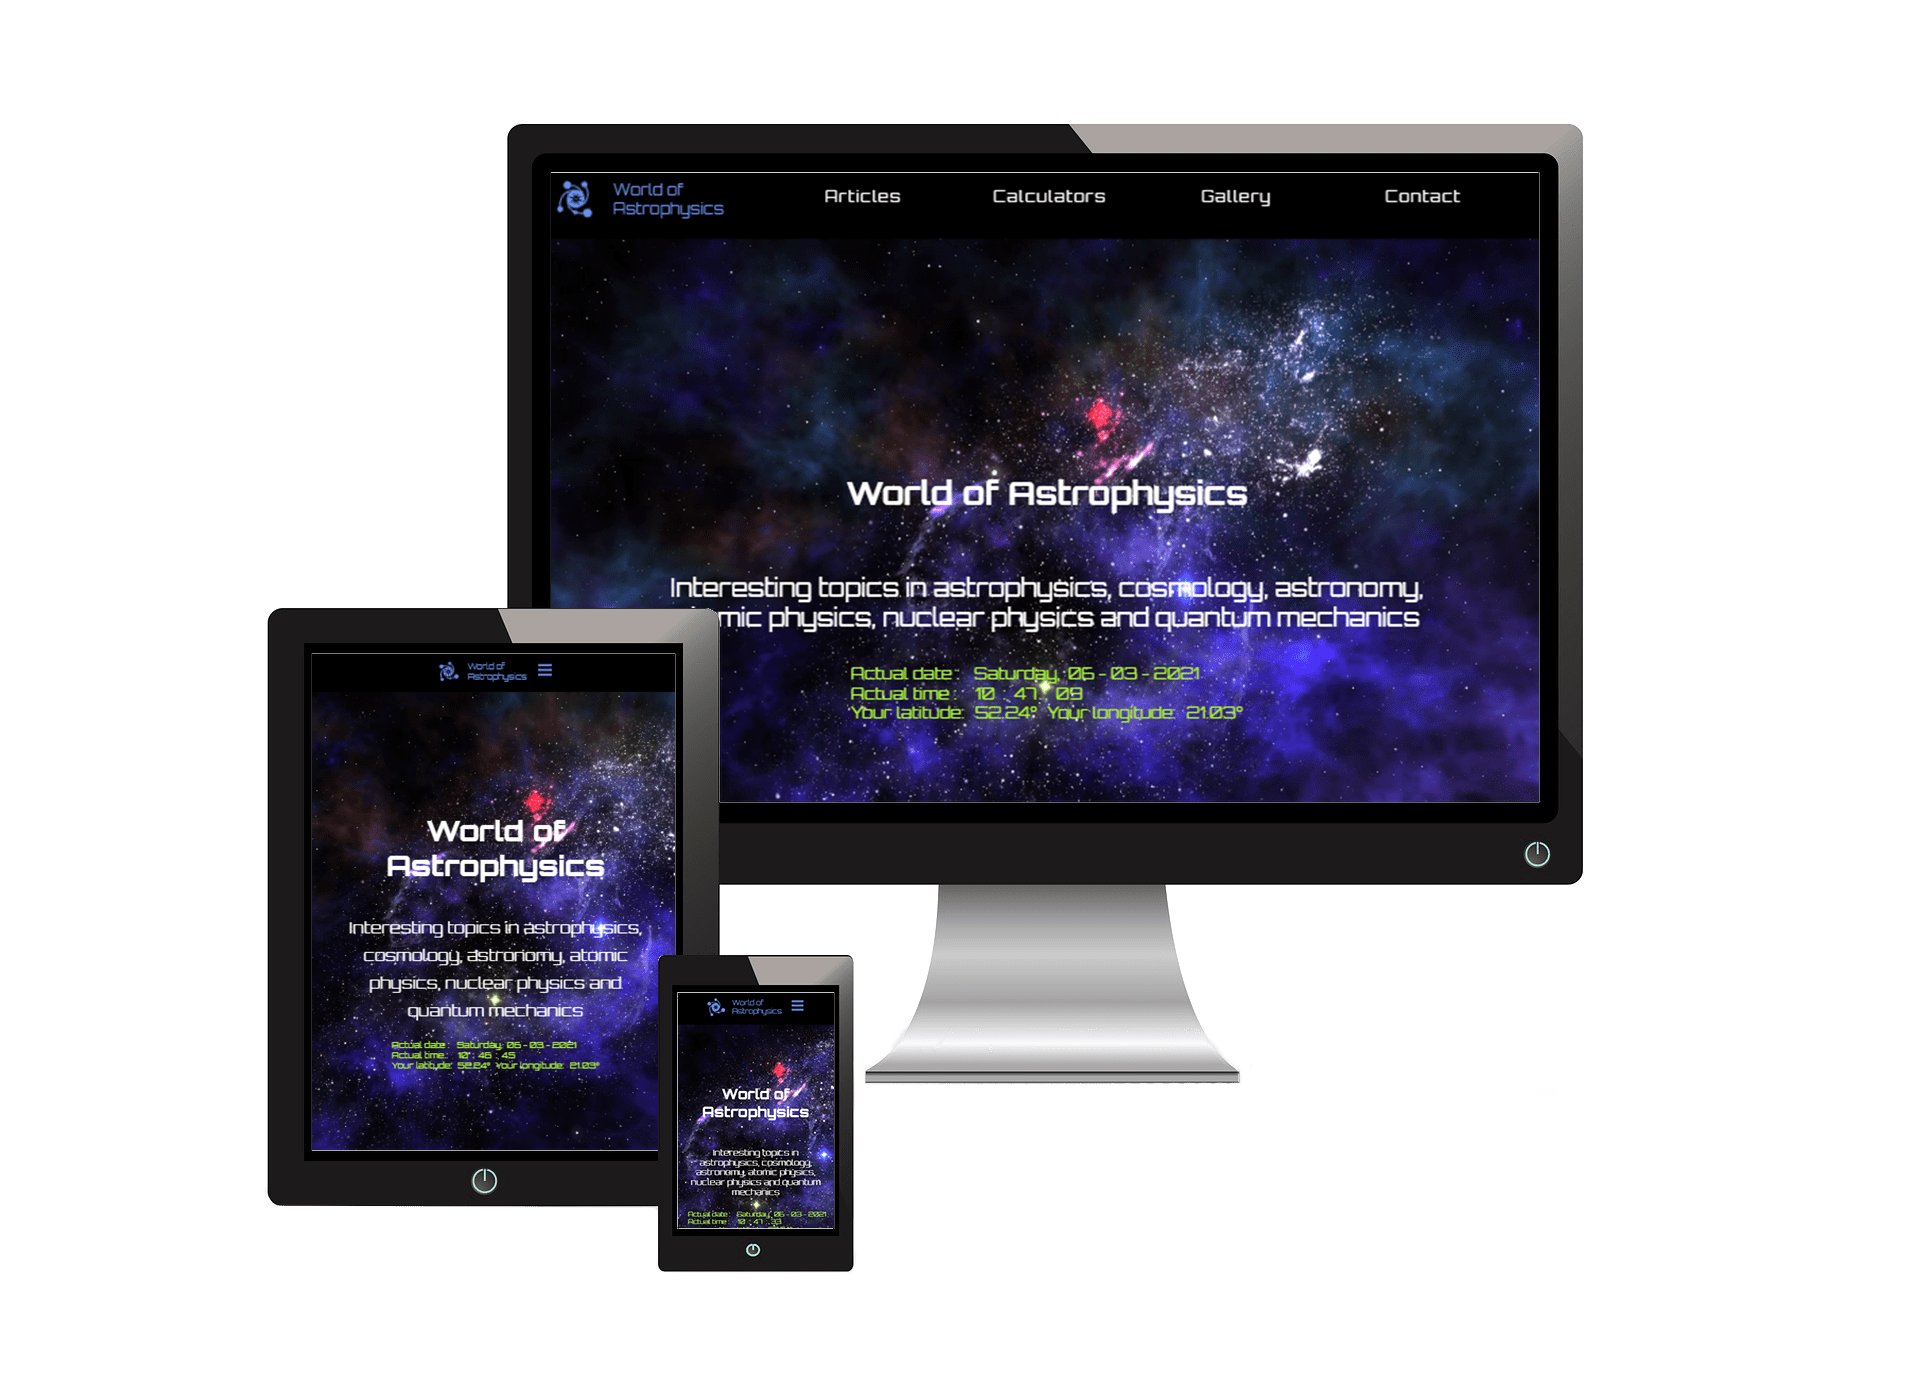 World of
Astrophysics
Articles
Calculators
Gallery
Contact
World of Astrophysics
Interesting topics in astrophysics, cosmology, astronomy,
physics, nuclear physics and quantum mechanics
Actual date : Saturday, 06 - 03 - 2021
Actual time : 10 : 47 : 09
Your latitude: 52.24° Your longitude: 21.03°
World of
Astrophysics
World of
Astrophysics
Interesting topics in astrophysics,
cosmology, astronomy, atomic
physics, nuclear physics and
quantum mechanics
Actual date : Saturday, 06 - 03 - 2021
Actual time : 10 : 46 : 45
Your latitude: 52.24° Your longitude: 21.03°
World of
Astrophysics
World of
Astrophysics
Interesting topics in
astrophysics, cosmology,
astronomy, atomic physics,
nuclear physics and quantum
mechanics
Actual date : Saturday, 06 - 03 - 2021
Actual time : 10 : 47 : 33